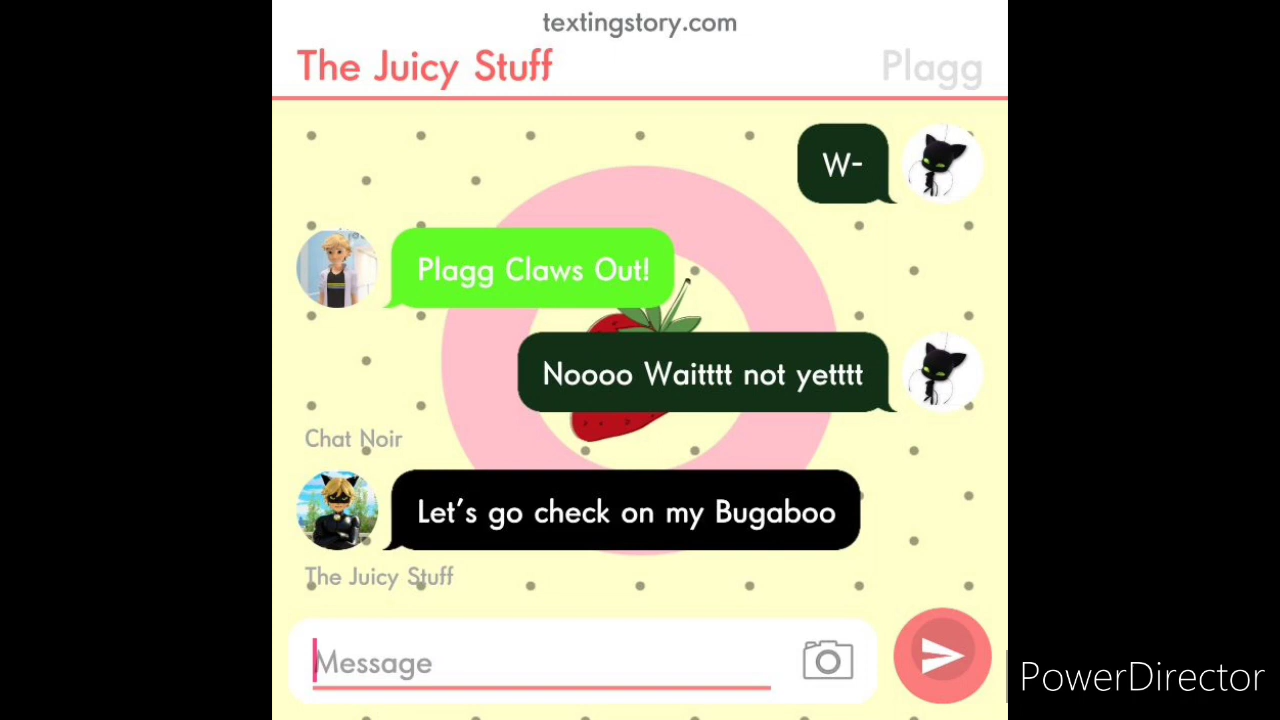 textingstory.com
The Juicy Stuff
Plagg
W-
Plagg Claws Out!
Noooo Waitttt not yetttt
Chat Noir
Let's go check on my Bugaboo
The Juicy Stuff
Message
PowerDirector